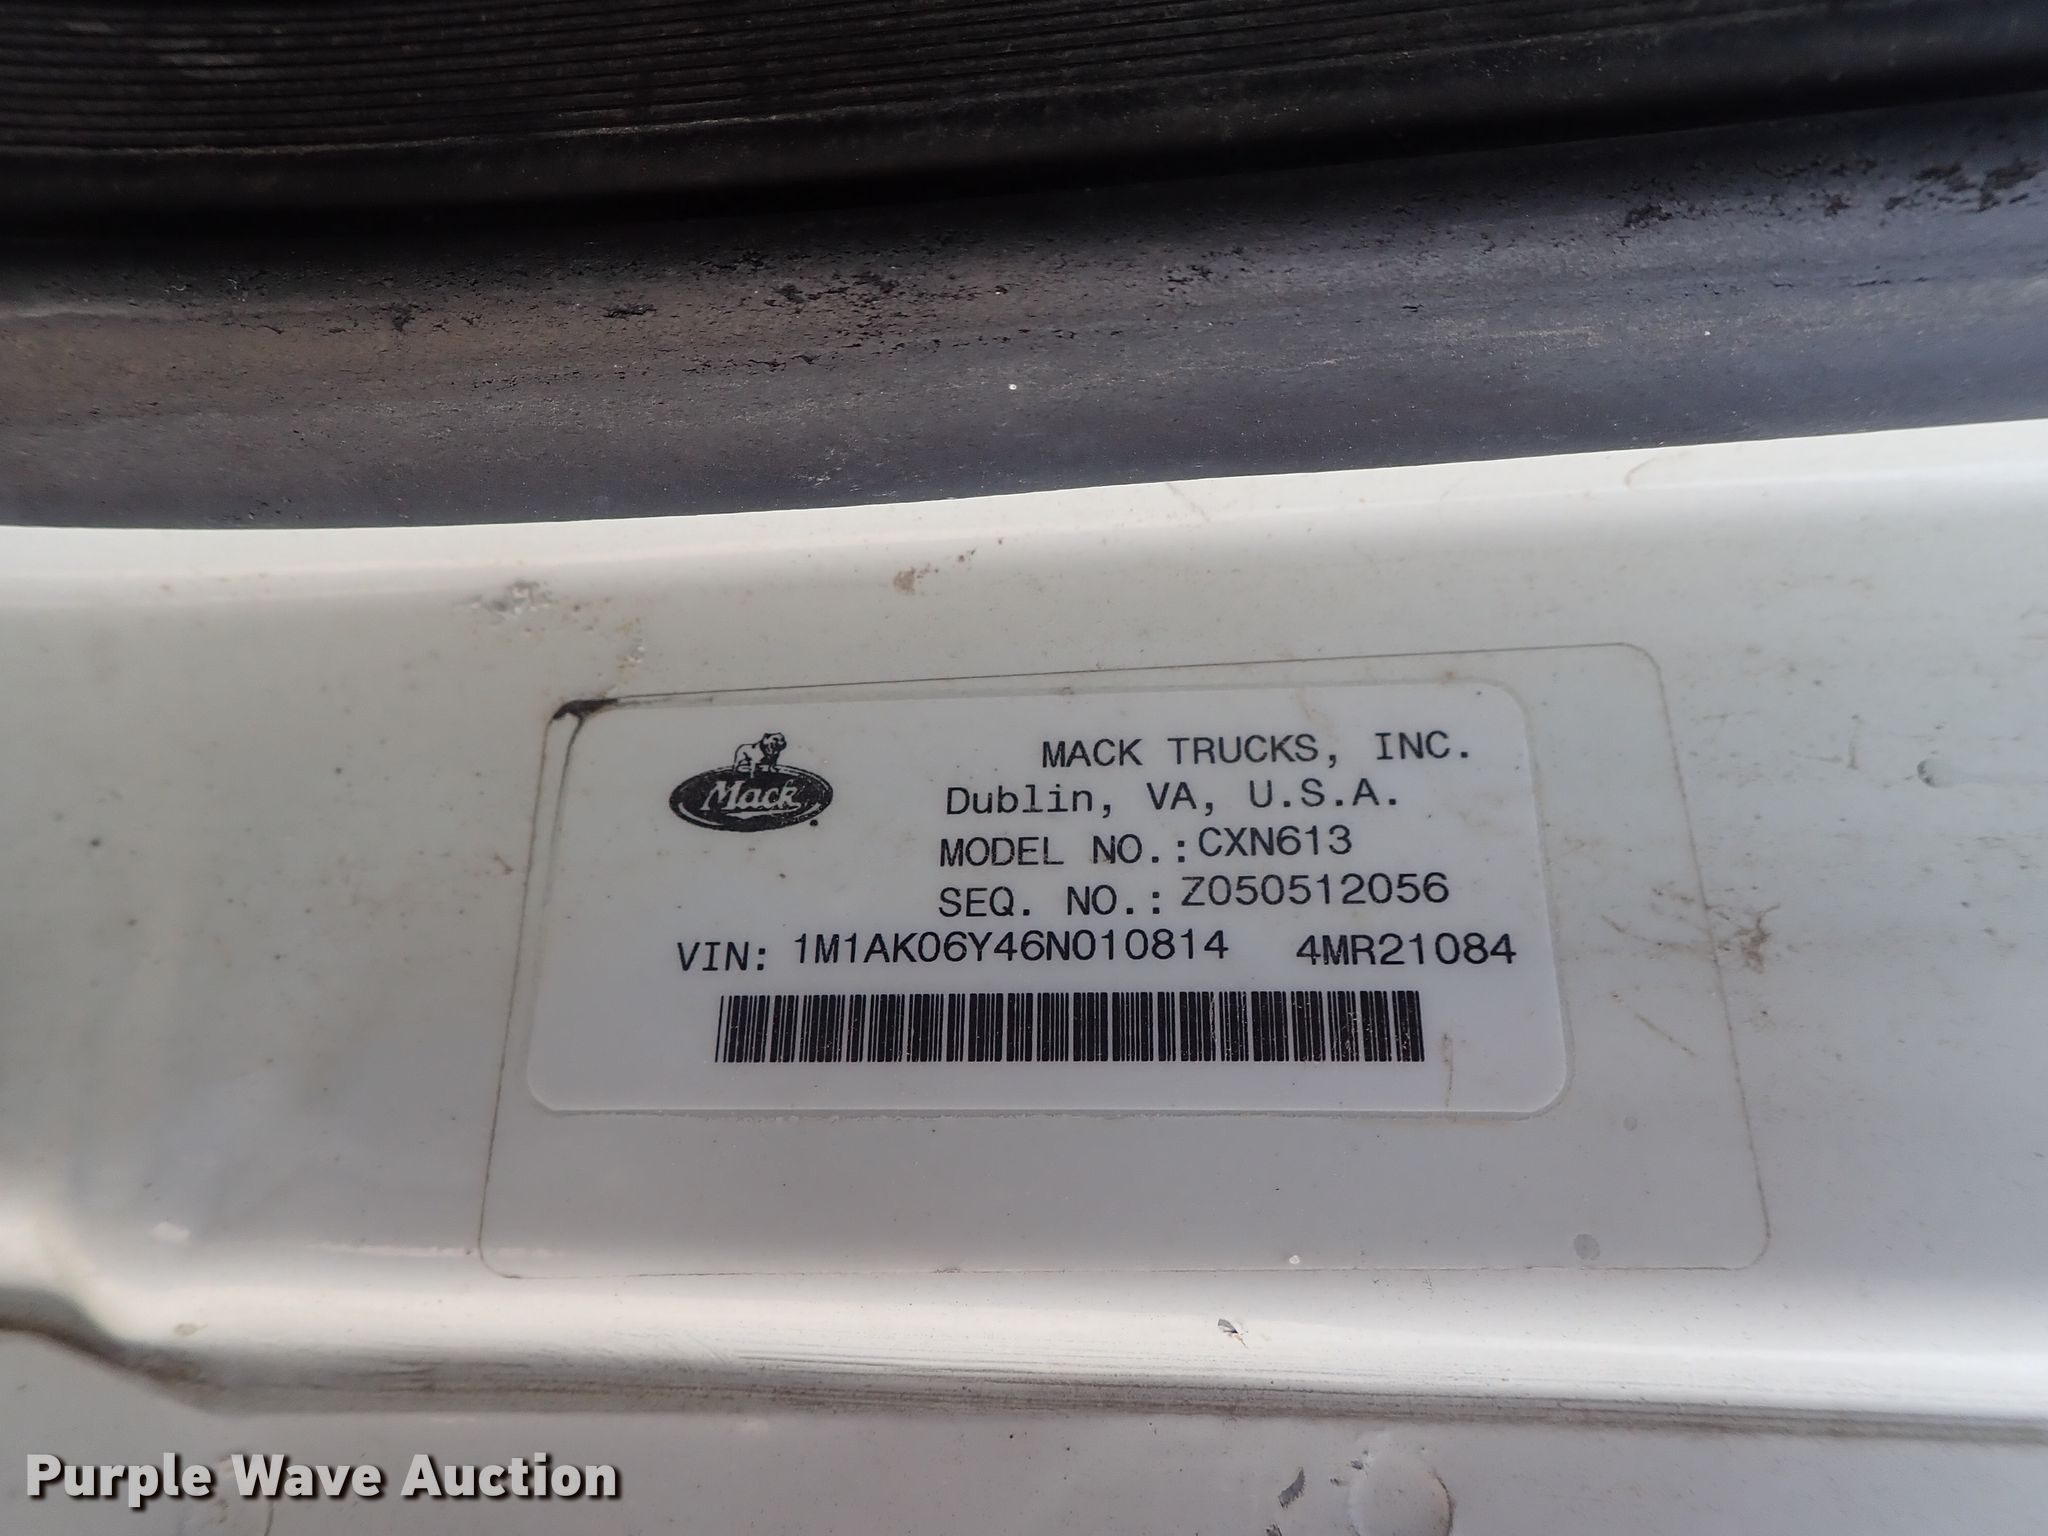 Mack
MACK TRUCKS, INC.
Dublin, VA, U.S.A.
MODEL NO.: CXN613
SEQ. NO.: Z050512056
VIN: 1M1AK06Y46N010814 4MR21084
Purple Wave Auction